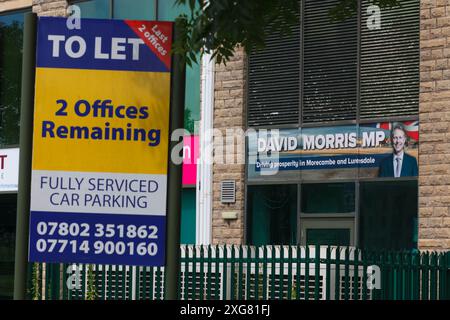 TO LET
Last
2 offices
2 Offices
Remaining
FULLY SERVICED
CAR PARKING
07802 351862
07714 900160
DAVID MORRIS MP
Driving prosperity in Morecambe and Lunesdale